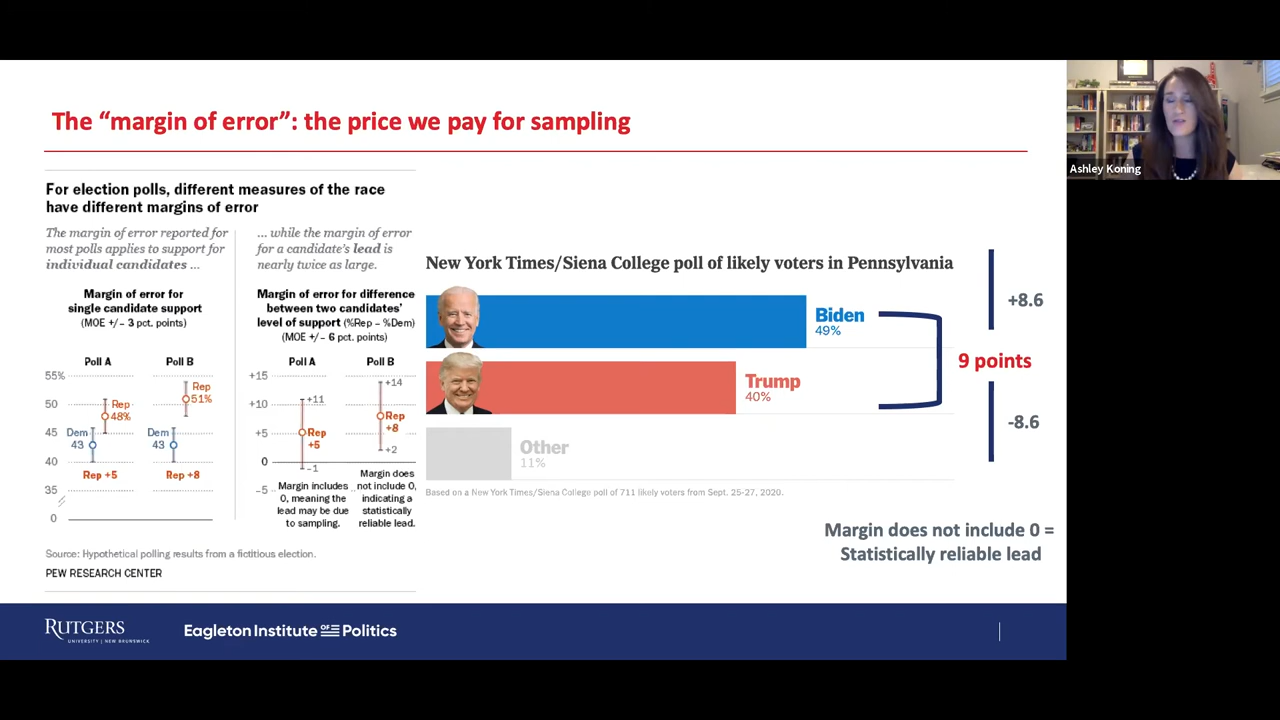 The “margin of error”: the price we pay for sampling
Ashley Koning
For election polls, different measures of the race
have different margins of error
The margin of error reported for
most polls applies to support for
individual candidates ...
Margin of error for
single candidate support
(MOE +/– 3 pct. points)
Poll A
Poll B
55%
50
45
40
35
0
Rep
48%
Dem
43
Rep
51%
Dem
43
Rep +5
Rep +8
... while the margin of error
for a candidate's lead is
nearly twice as large.
Margin of error for difference
between two candidates'
level of support (%Rep – %Dem)
(MOE +/– 6 pct. points)
Poll A
Poll B
+15
+10
+5
0
–5
+11
Rep
+5
–1
+14
Rep
+8
+2
Margin includes
0, meaning the
lead may be due
to sampling.
Margin does
not include 0,
indicating a
statistically
reliable lead.
Source: Hypothetical polling results from a fictitious election.
PEW RESEARCH CENTER
New York Times/Siena College poll of likely voters in Pennsylvania
Biden
49%
Trump
40%
Other
11%
Based on a New York Times/Siena College poll of 711 likely voters from Sept. 25-27, 2020.
+8.6
9 points
-8.6
Margin does not include 0 =
Statistically reliable lead
RUTGERS
UNIVERSITY | NEW BRUNSWICK
Eagleton Institute OF Politics